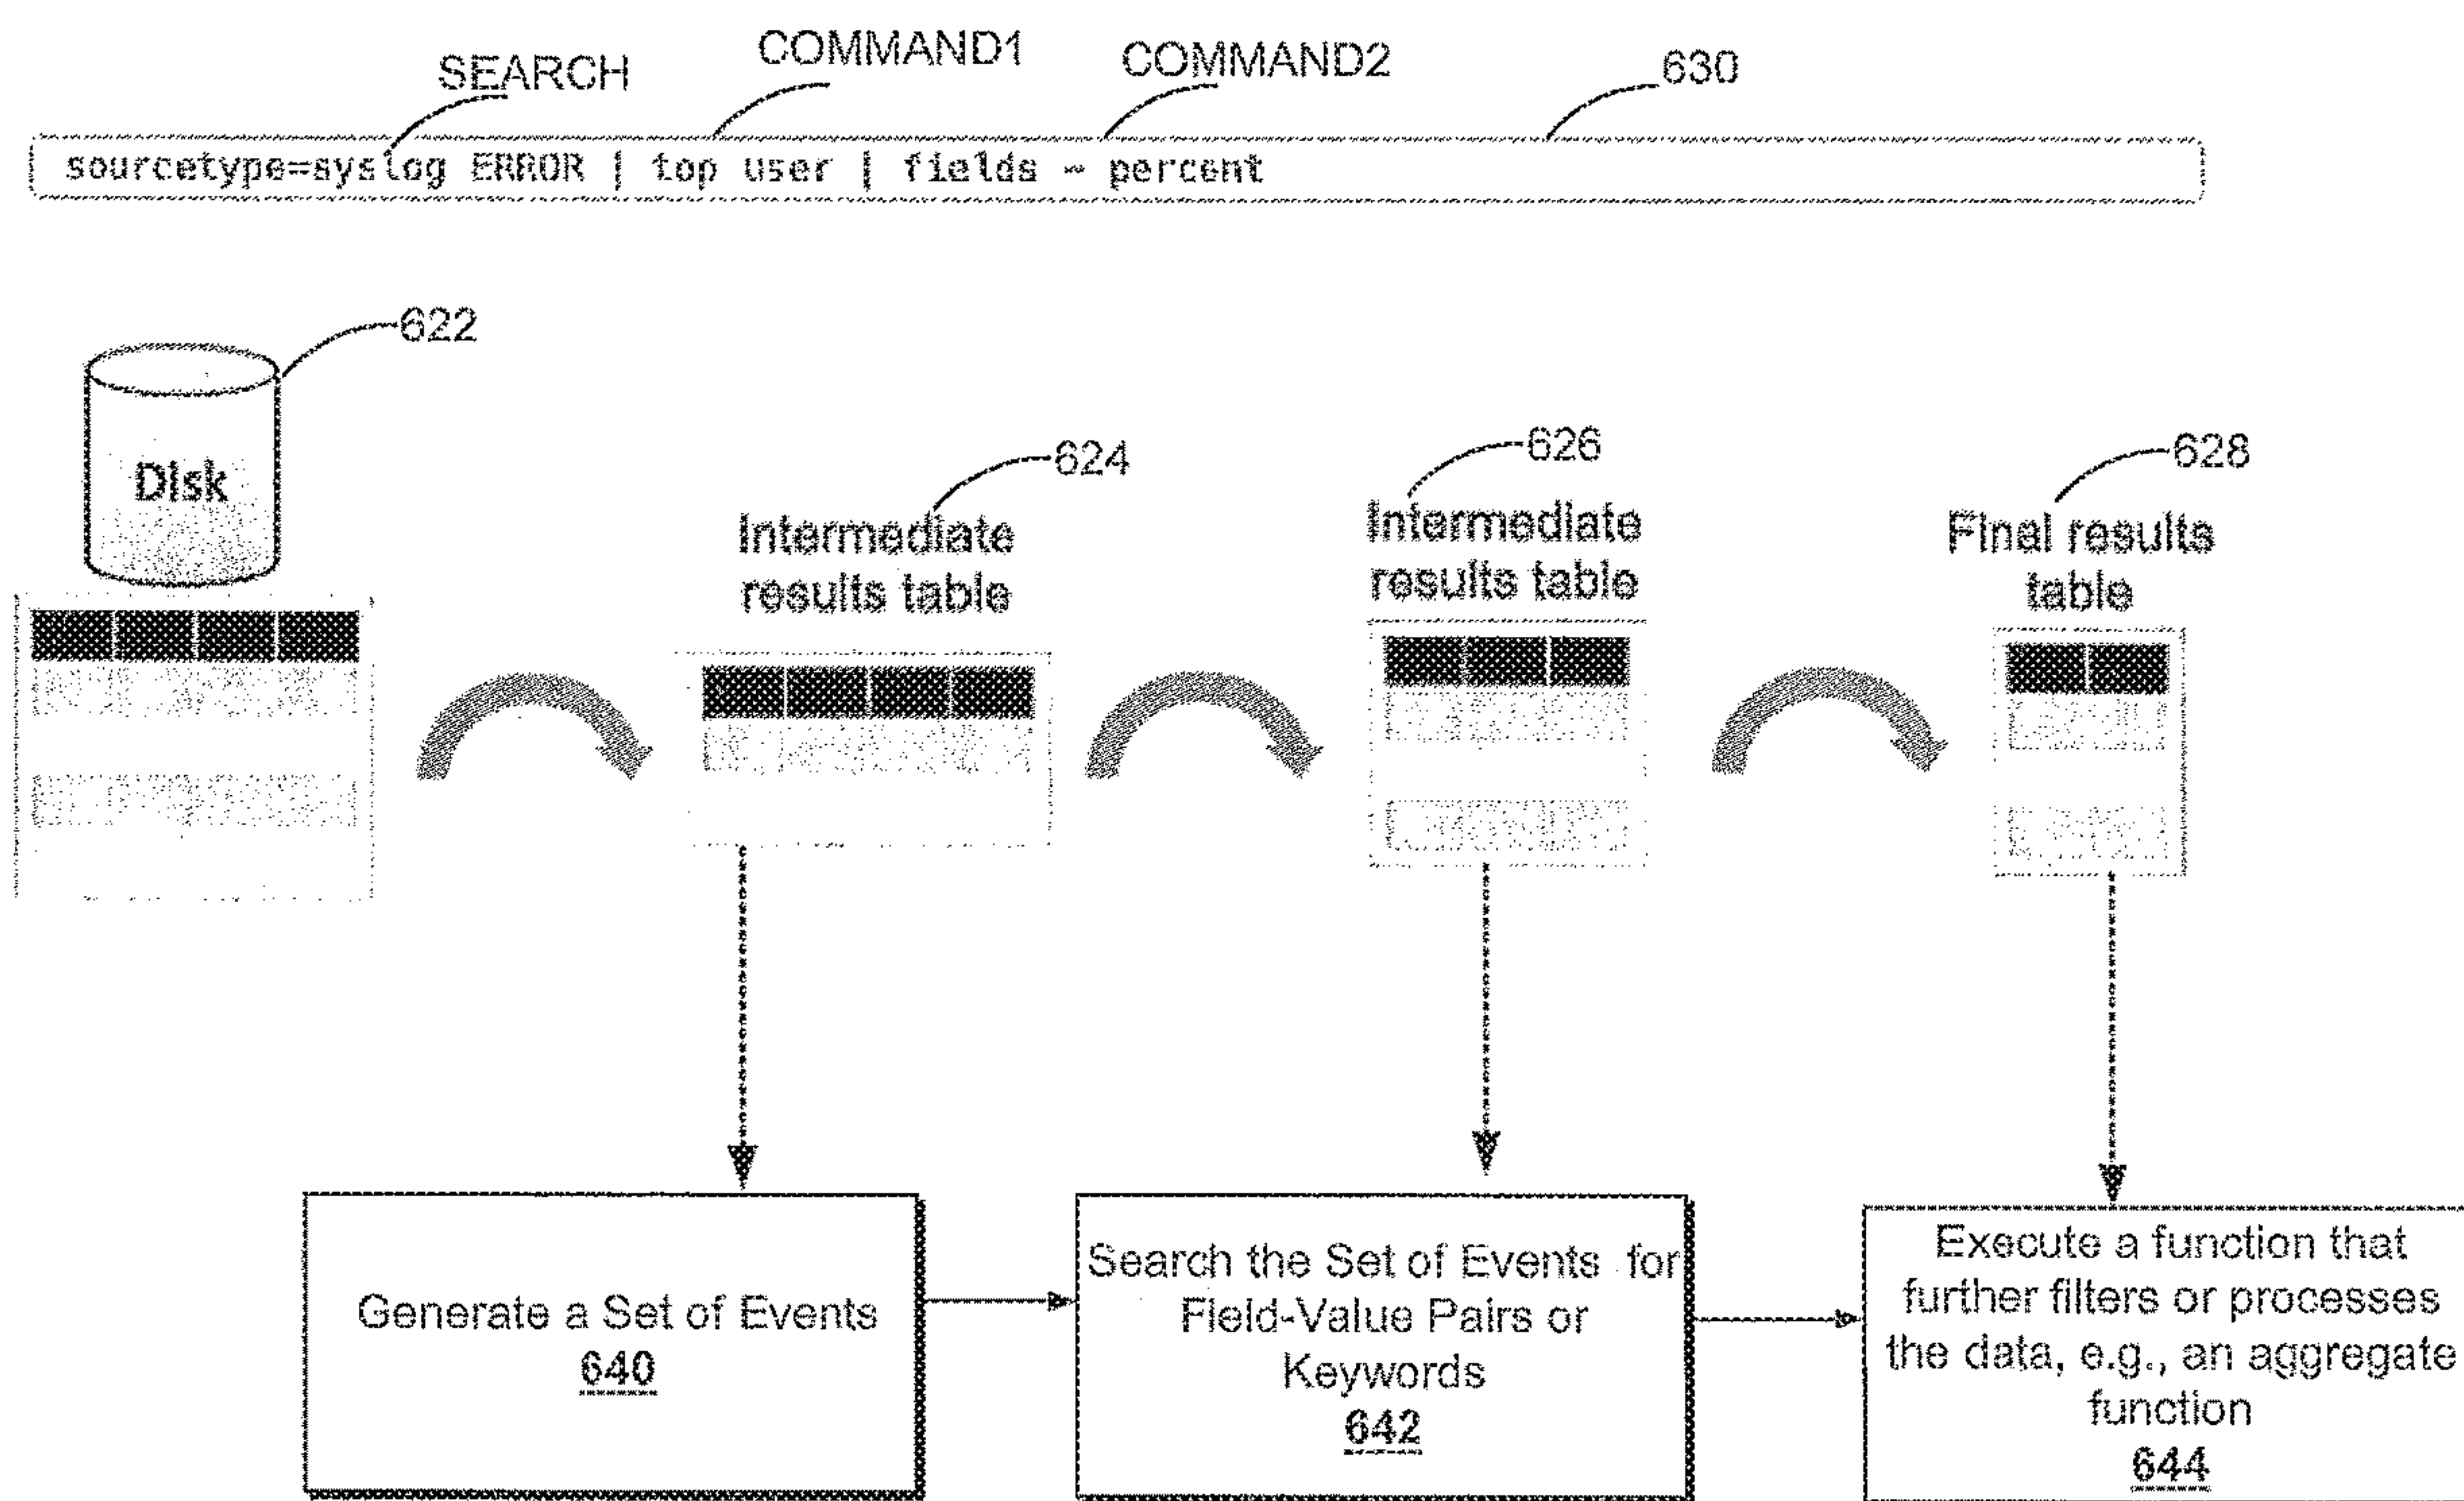 SEARCH
COMMAND1
COMMAND2
630
sourcetype=syslog ERROR | top user | fields - percent
622
Disk
624
Intermediate
results table
626
Intermediate
results table
628
Final results
table
Generate a Set of Events
640
Search the Set of Events for
Field-Value Pairs or
Keywords
642
Execute a function that
further filters or processes
the data, e.g., an aggregate
function
644